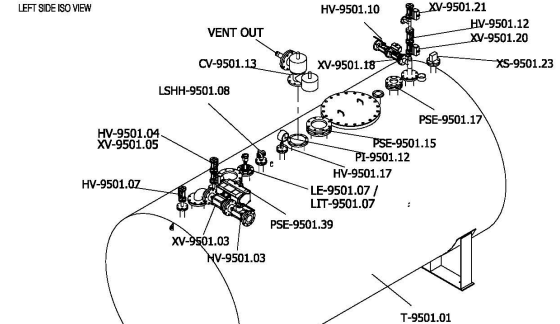 LEFT SIDE ISO VIEW
HV-9501.10
XV-9501.21
HV-9501.12
XV-9501.20
VENT OUT
CV-9501.13
XV-9501.18
XS-9501.23
LSHH-9501.08
PSE-9501.17
HV-9501.04
XV-9501.05
PSE-9501.15
PI-9501.12
HV-9501.17
HV-9501.07
LE-9501.07 /
LIT-9501.07
PSE-9501.39
XV-9501.03
HV-9501.03
T-9501.01